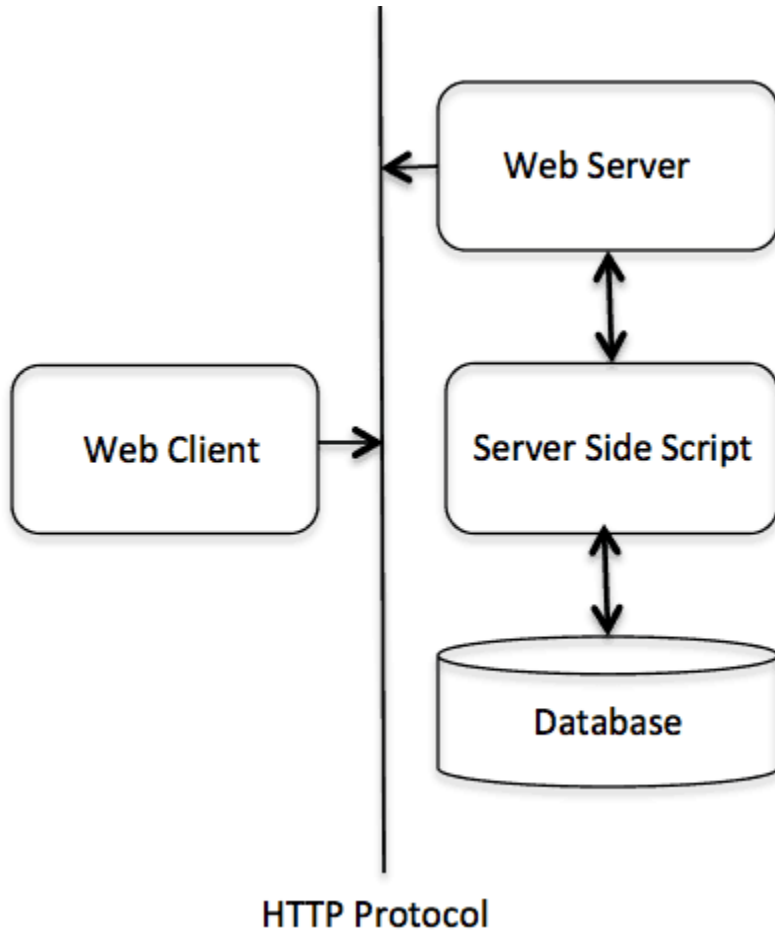 Web Server
Web Client
Server Side Script
Database
HTTP Protocol